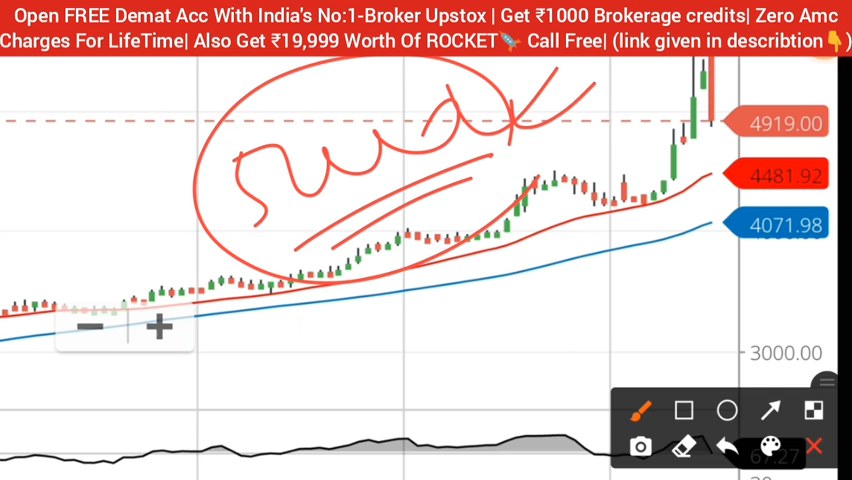 Open FREE Demat Acc With India's No:1-Broker Upstox | Get ₹1000 Brokerage credits| Zero Amc
Charges For LifeTime| Also Get ₹19,999 Worth Of ROCKET🚀 Call Free| (link given in describtion👇)
4919.00
4481.92
4071.98
3000.00
67.27